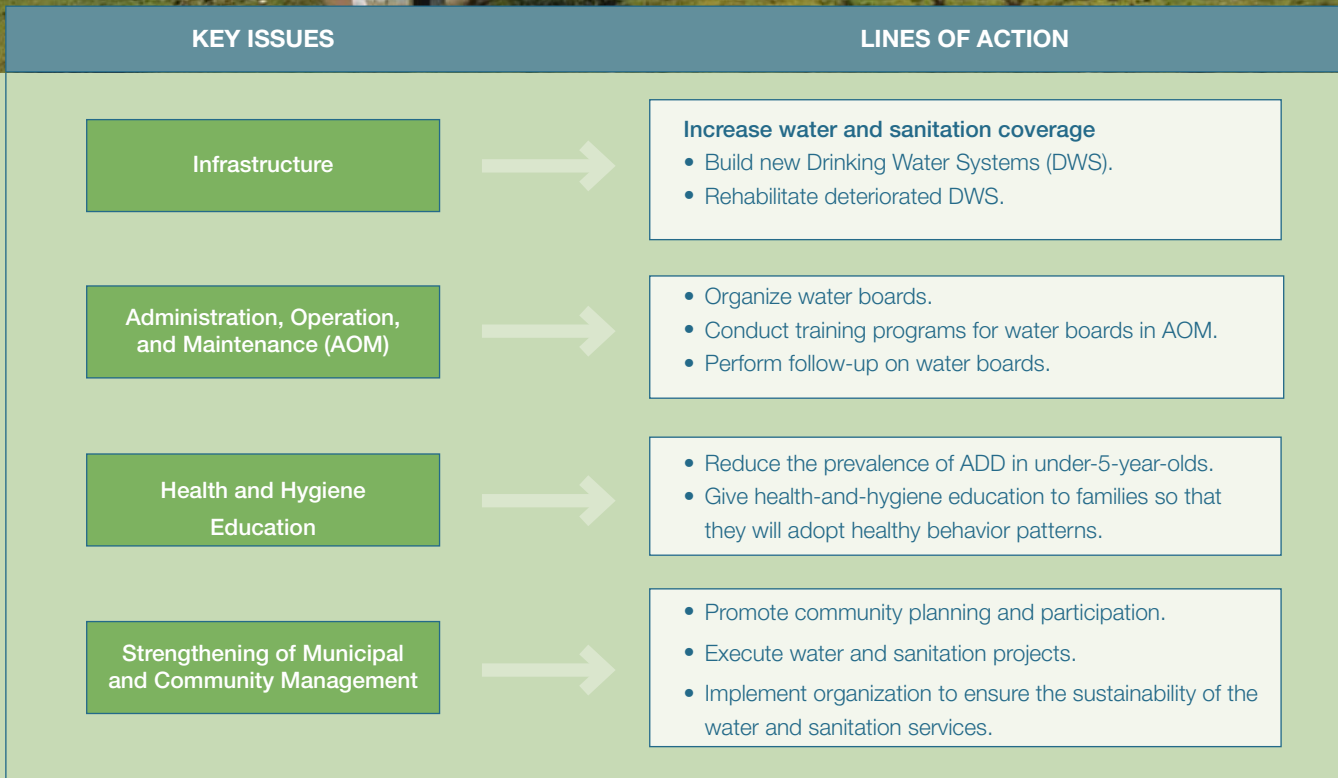 KEY ISSUES
LINES OF ACTION
Infrastructure
Increase water and sanitation coverage
• Build new Drinking Water Systems (DWS).
• Rehabilitate deteriorated DWS.
Administration, Operation,
and Maintenance (AOM)
• Organize water boards.
• Conduct training programs for water boards in AOM.
• Perform follow-up on water boards.
Health and Hygiene
Education
• Reduce the prevalence of ADD in under-5-year-olds.
• Give health-and-hygiene education to families so that
they will adopt healthy behavior patterns.
Strengthening of Municipal
and Community Management
• Promote community planning and participation.
• Execute water and sanitation projects.
• Implement organization to ensure the sustainability of the
water and sanitation services.